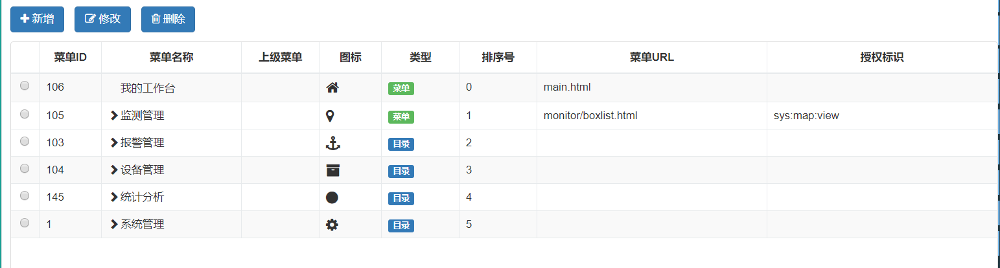 新增 修改 删除
菜单ID 菜单名称 上级菜单 图标 类型 排序号 菜单URL 授权标识
106 我的工作台 菜单 0 main.html
105 监测管理 菜单 1 monitor/boxlist.html sys:map:view
103 报警管理 目录 2
104 设备管理 目录 3
145 统计分析 目录 4
1 系统管理 目录 5